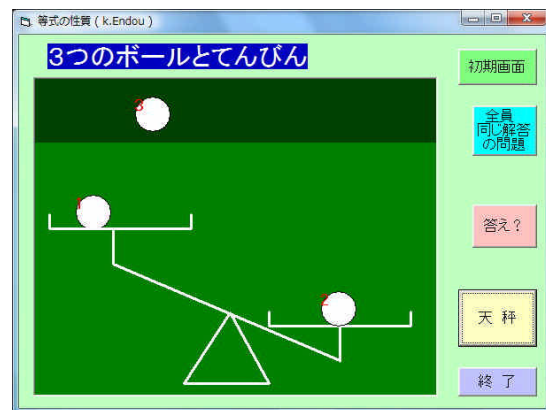 等式の性質 ( k.Endou )
3つのボールとてんびん
初期画面
全員
同じ解答
の問題
3
1
答え?
2
天 秤
終 了